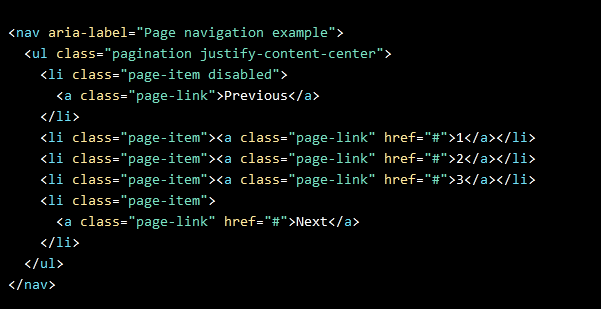 <nav aria-label="Page navigation example">
  <ul class="pagination justify-content-center">
    <li class="page-item disabled">
      <a class="page-link">Previous</a>
    </li>
    <li class="page-item"><a class="page-link" href="#">1</a></li>
    <li class="page-item"><a class="page-link" href="#">2</a></li>
    <li class="page-item"><a class="page-link" href="#">3</a></li>
    <li class="page-item">
      <a class="page-link" href="#">Next</a>
    </li>
  </ul>
</nav>